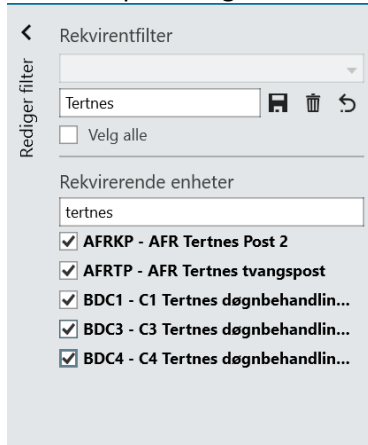 Rekvirentfilter
Rediger filter
Tertnes
Velg alle
Rekvirerende enheter
tertnes
AFRKP - AFR Tertnes Post 2
AFRTP - AFR Tertnes tvangspost
BDC1 - C1 Tertnes døgnbehandlin...
BDC3 - C3 Tertnes døgnbehandlin...
BDC4 - C4 Tertnes døgnbehandlin...